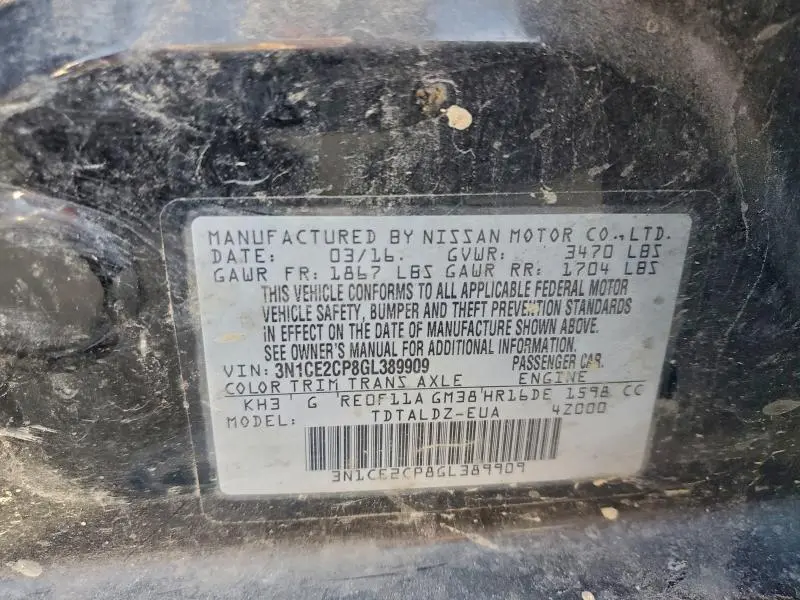 MANUFACTURED BY NISSAN MOTOR CO.,LTD.
DATE: 03/16. GVWR: 3470 LBS
GAWR FR: 1867 LBS GAWR RR: 1704 LBS
THIS VEHICLE CONFORMS TO ALL APPLICABLE FEDERAL MOTOR
VEHICLE SAFETY, BUMPER AND THEFT PREVENTION STANDARDS
IN EFFECT ON THE DATE OF MANUFACTURE SHOWN ABOVE.
SEE OWNER'S MANUAL FOR ADDITIONAL INFORMATION.
VIN: 3N1CE2CP8GL389909 PASSENGER CAR
COLOR TRIM TRANS AXLE ENGINE
KH3 G RE0F11A GM38 HR16DE 1598 CC
MODEL: TDTALDZ-EUA 4Z000
3N1CE2CP8GL389909